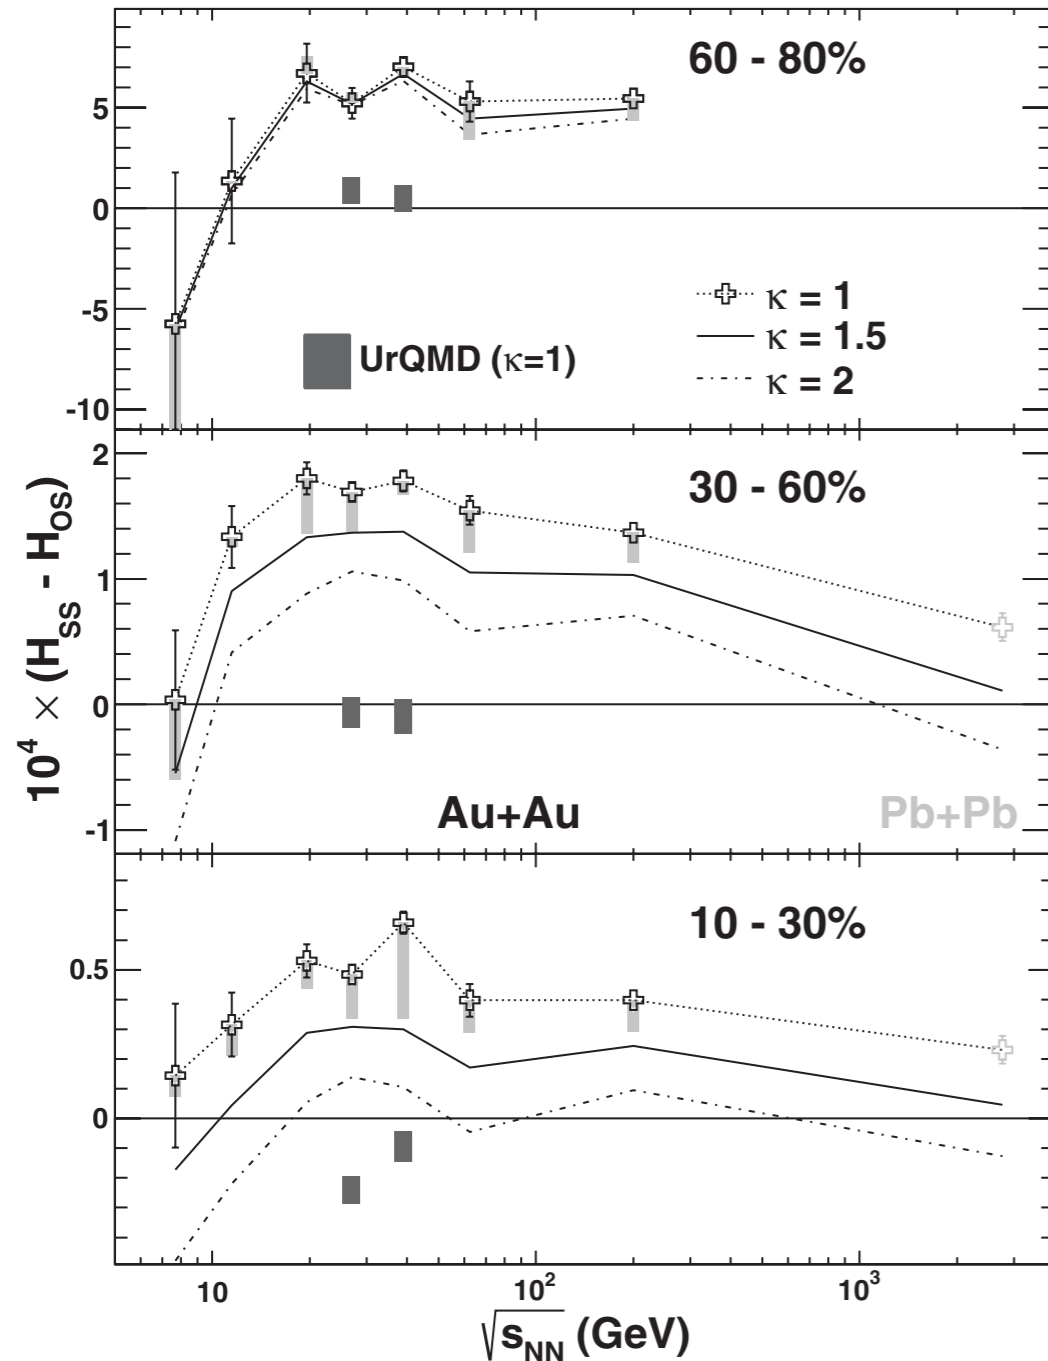 60 - 80%
5
0
-5
-10
κ = 1
κ = 1.5
κ = 2
UrQMD (κ=1)
30 - 60%
2
1
0
-1
Au+Au
Pb+Pb
10 - 30%
0.5
0
10⁴ × (H_SS - H_OS)
10
10²
10³
√s_NN (GeV)